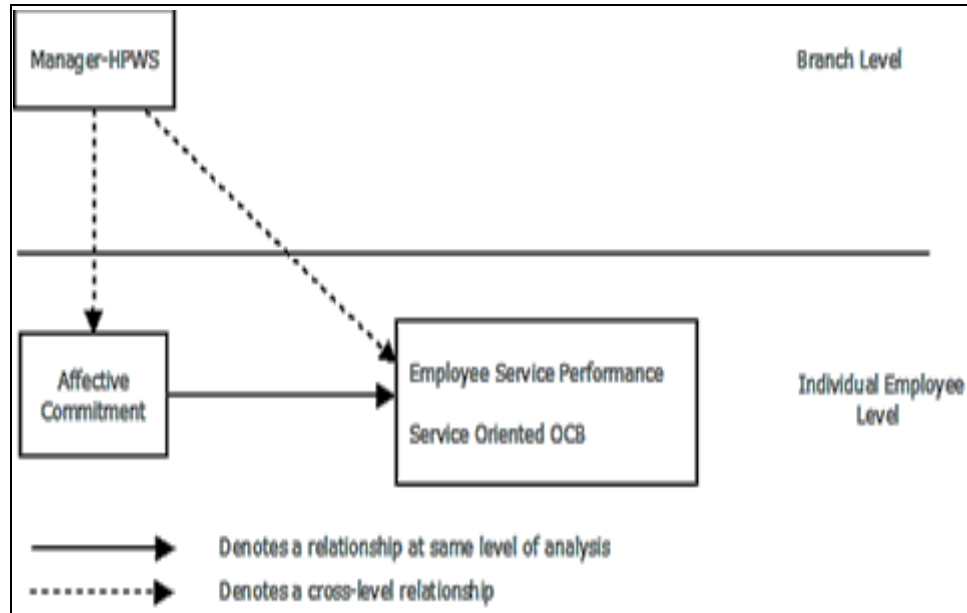 Manager-HPWS
Branch Level
Affective
Commitment
Employee Service Performance
Service Oriented OCB
Individual Employee
Level
Denotes a relationship at same level of analysis
Denotes a cross-level relationship